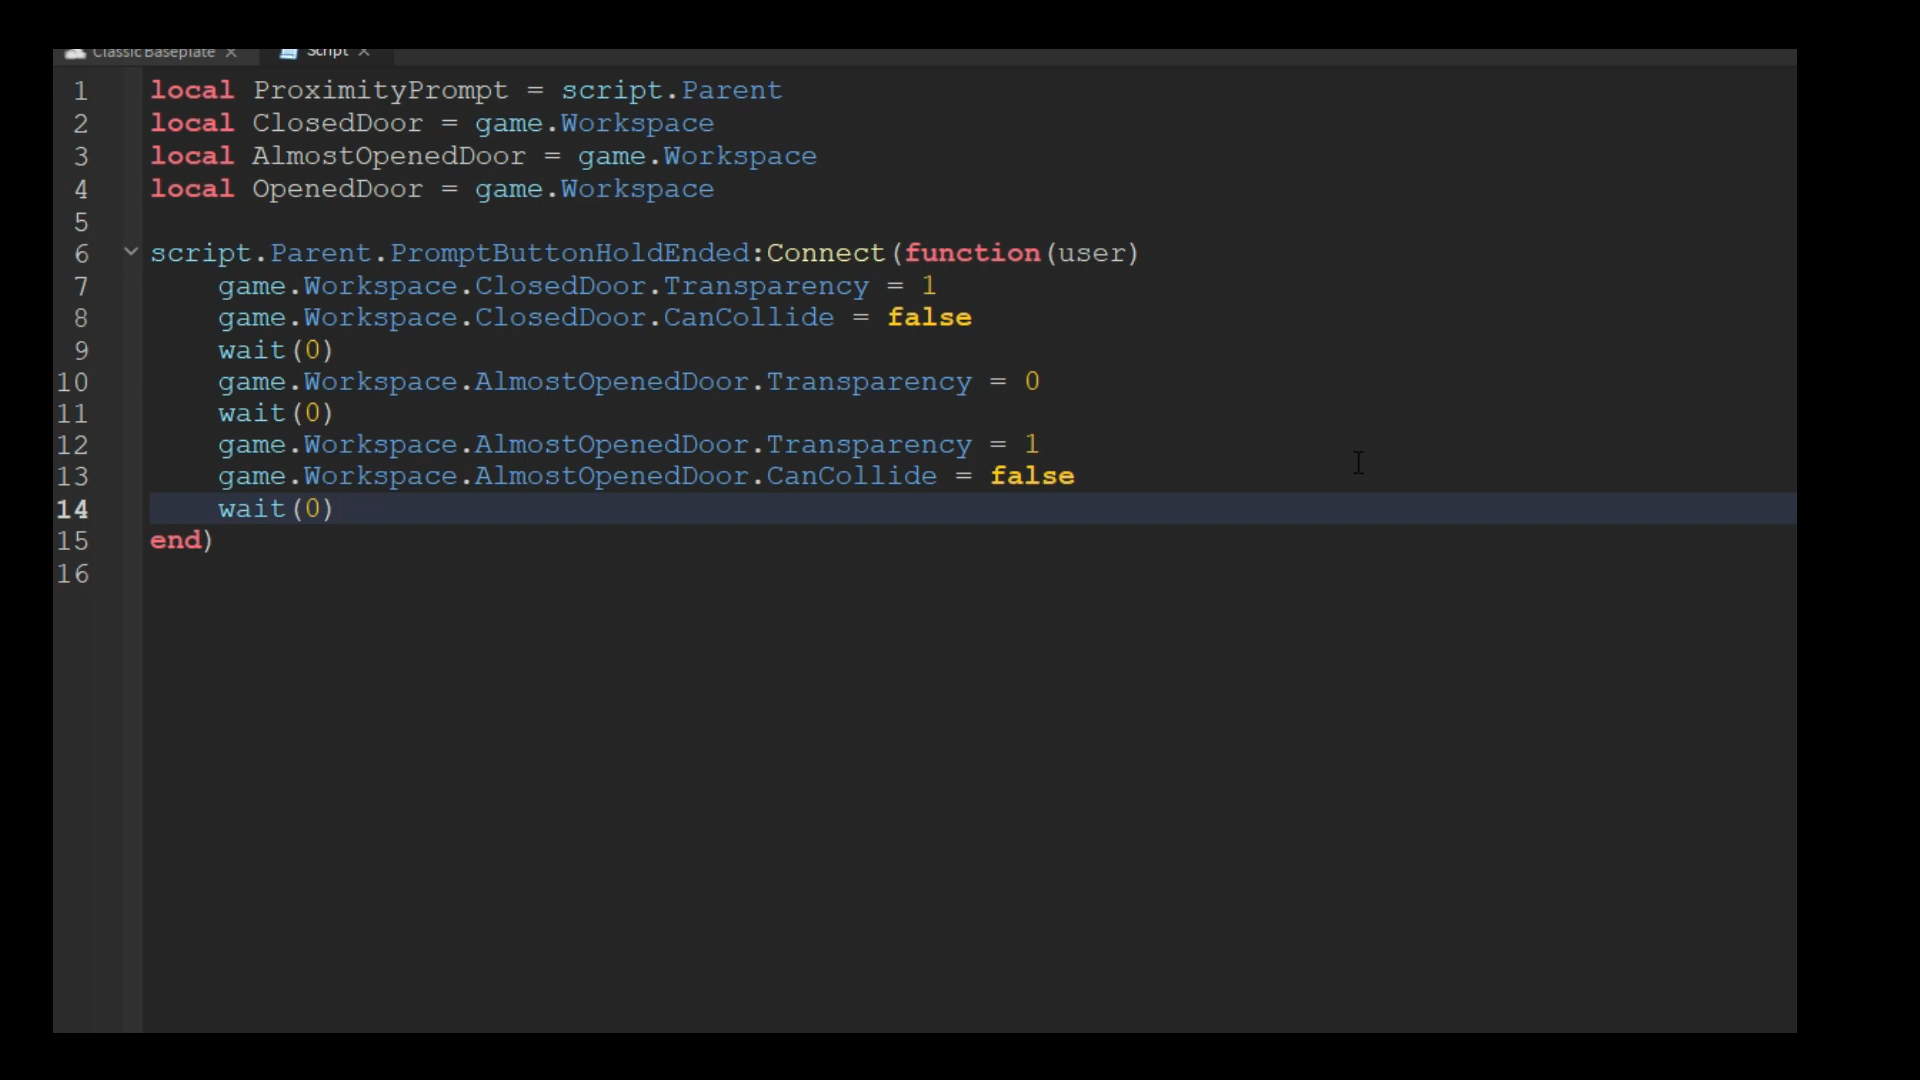 Classic Baseplate × Script ×
1 local ProximityPrompt = script.Parent
2 local ClosedDoor = game.Workspace
3 local AlmostOpenedDoor = game.Workspace
4 local OpenedDoor = game.Workspace
5
6 script.Parent.PromptButtonHoldEnded:Connect(function(user)
7 game.Workspace.ClosedDoor.Transparency = 1
8 game.Workspace.ClosedDoor.CanCollide = false
9 wait(0)
10 game.Workspace.AlmostOpenedDoor.Transparency = 0
11 wait(0)
12 game.Workspace.AlmostOpenedDoor.Transparency = 1
13 game.Workspace.AlmostOpenedDoor.CanCollide = false
14 wait(0)
15 end)
16